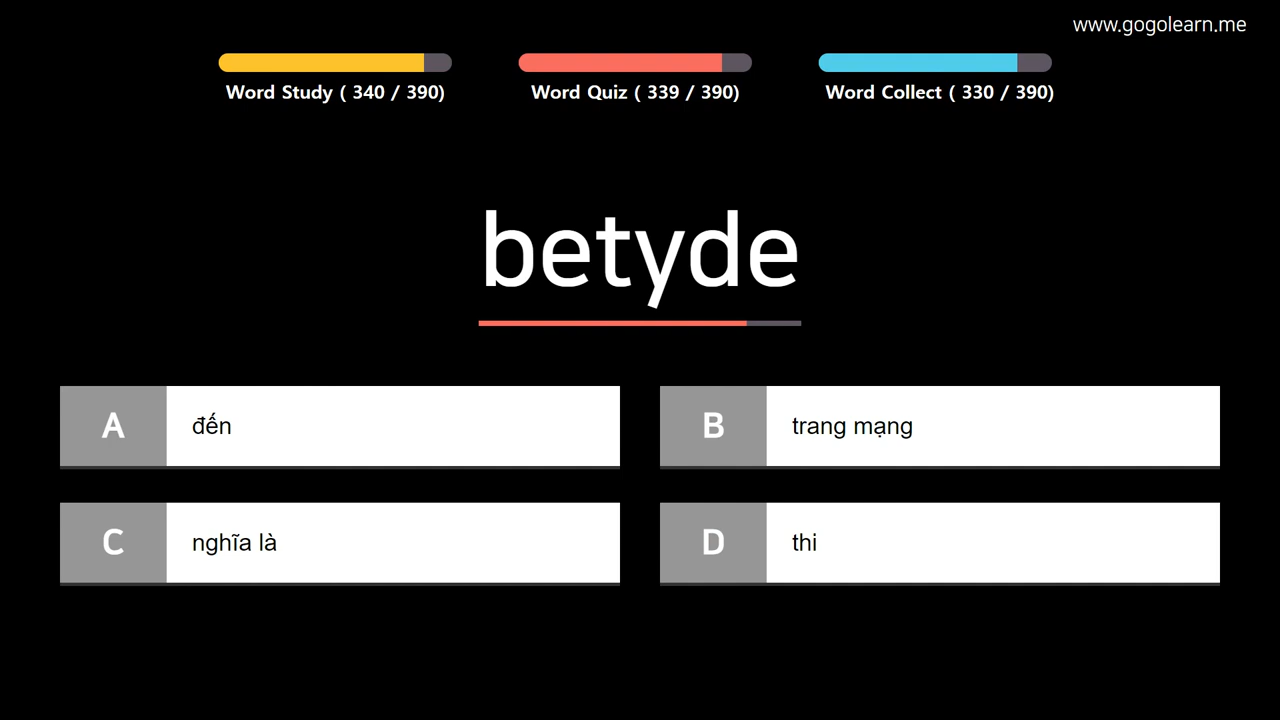 www.gogolearn.me
Word Study ( 340 / 390)
Word Quiz ( 339 / 390)
Word Collect ( 330 / 390)
betyde
A đến
B trang mạng
C nghĩa là
D thi